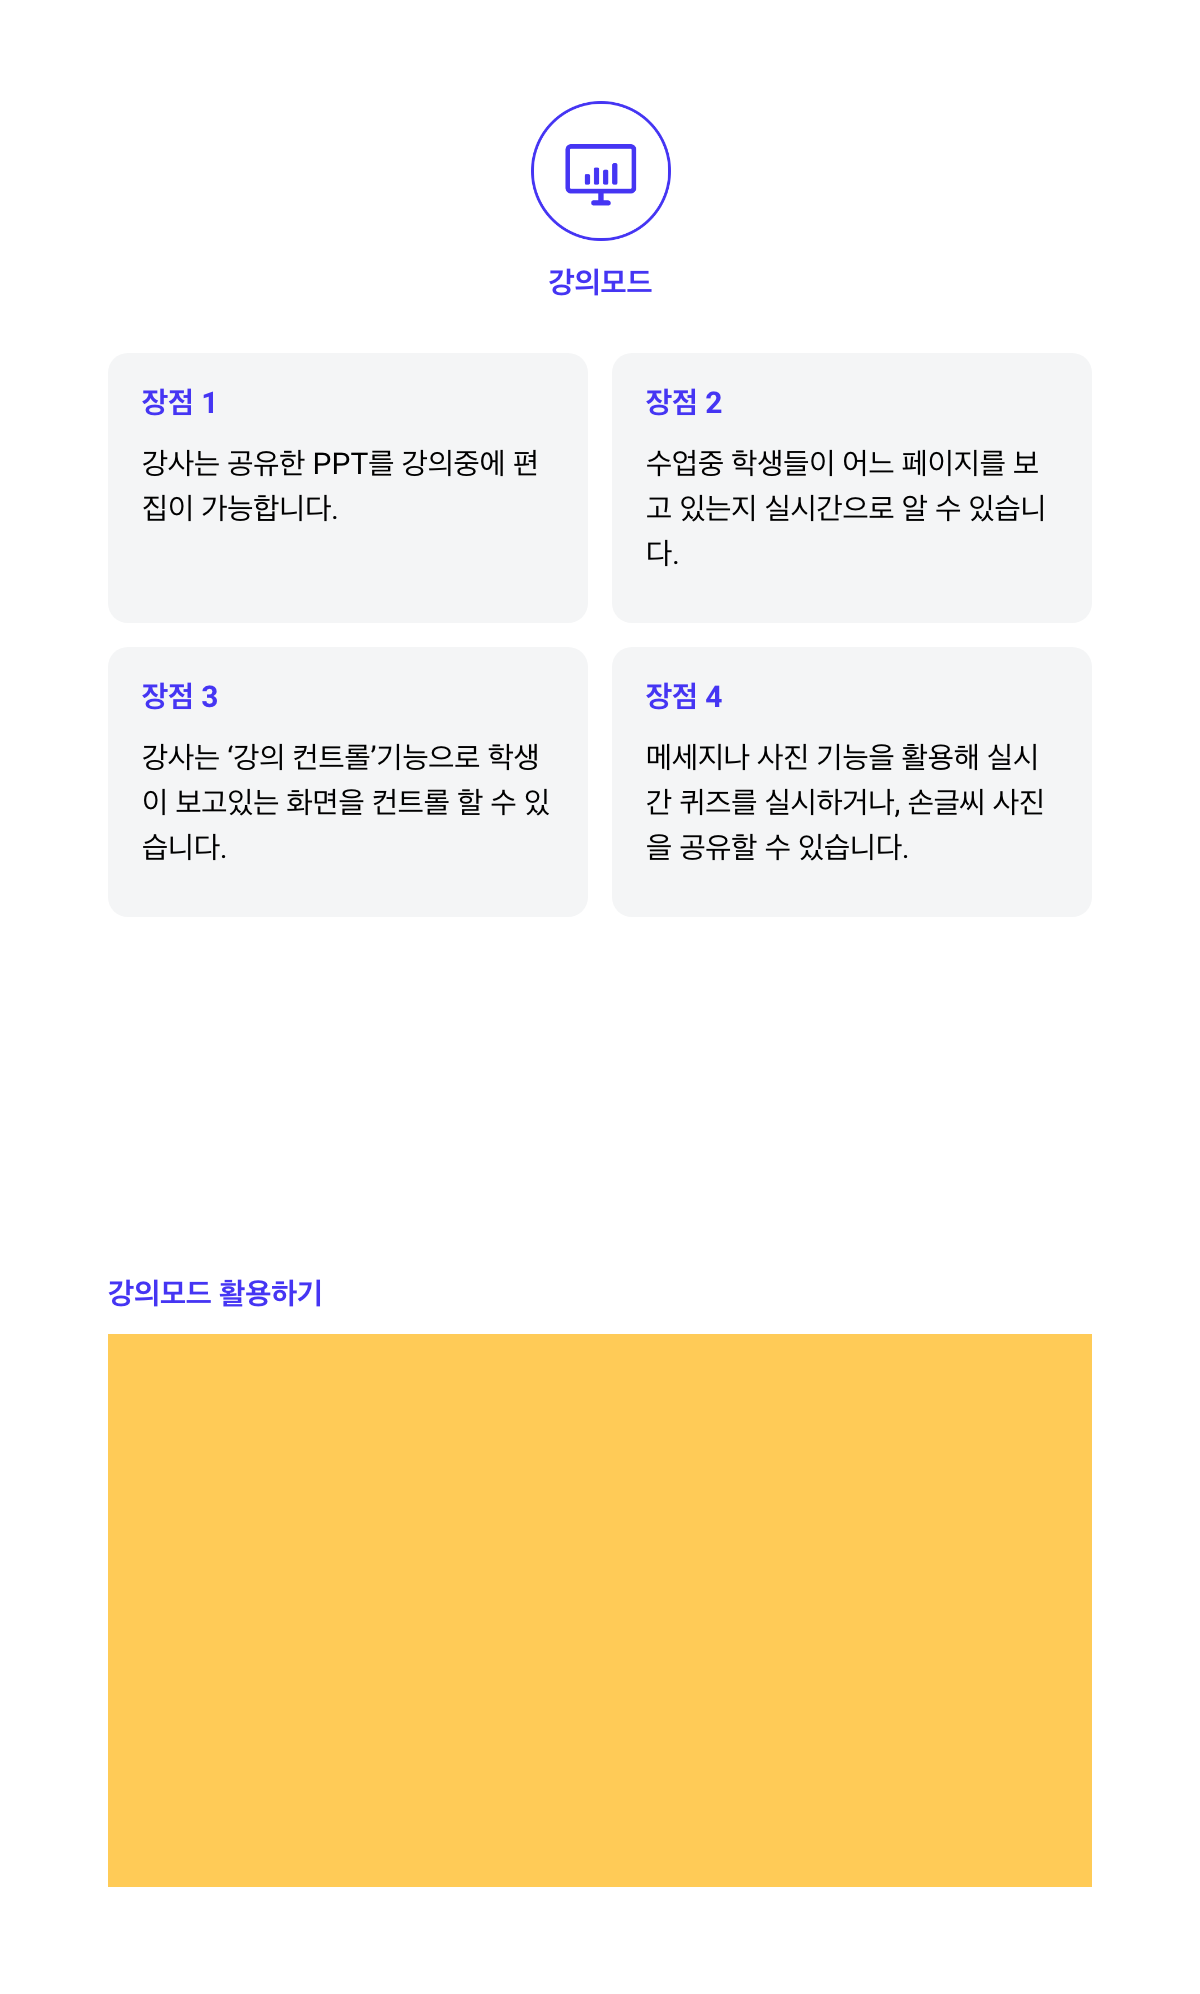 강의모드
장점 1
강사는 공유한 PPT를 강의중에 편
집이 가능합니다.
장점 2
수업중 학생들이 어느 페이지를 보
고 있는지 실시간으로 알 수 있습니
다.
장점 3
강사는 ‘강의 컨트롤’기능으로 학생
이 보고있는 화면을 컨트롤 할 수 있
습니다.
장점 4
메세지나 사진 기능을 활용해 실시
간 퀴즈를 실시하거나, 손글씨 사진
을 공유할 수 있습니다.
강의모드 활용하기